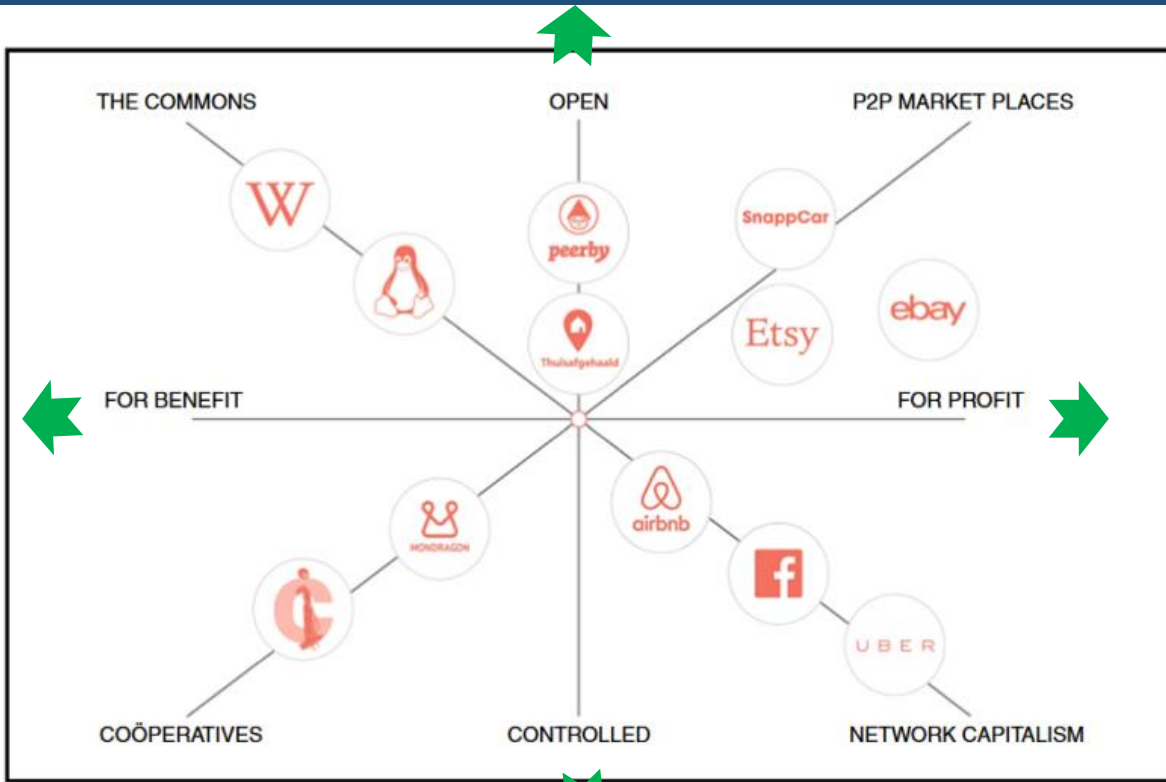 THE COMMONS
OPEN
P2P MARKET PLACES
W
peerby
SnappCar
Thuisafgehaald
Etsy
ebay
FOR BENEFIT
FOR PROFIT
MONDRAGON
airbnb
f
C
UBER
COÖPERATIVES
CONTROLLED
NETWORK CAPITALISM